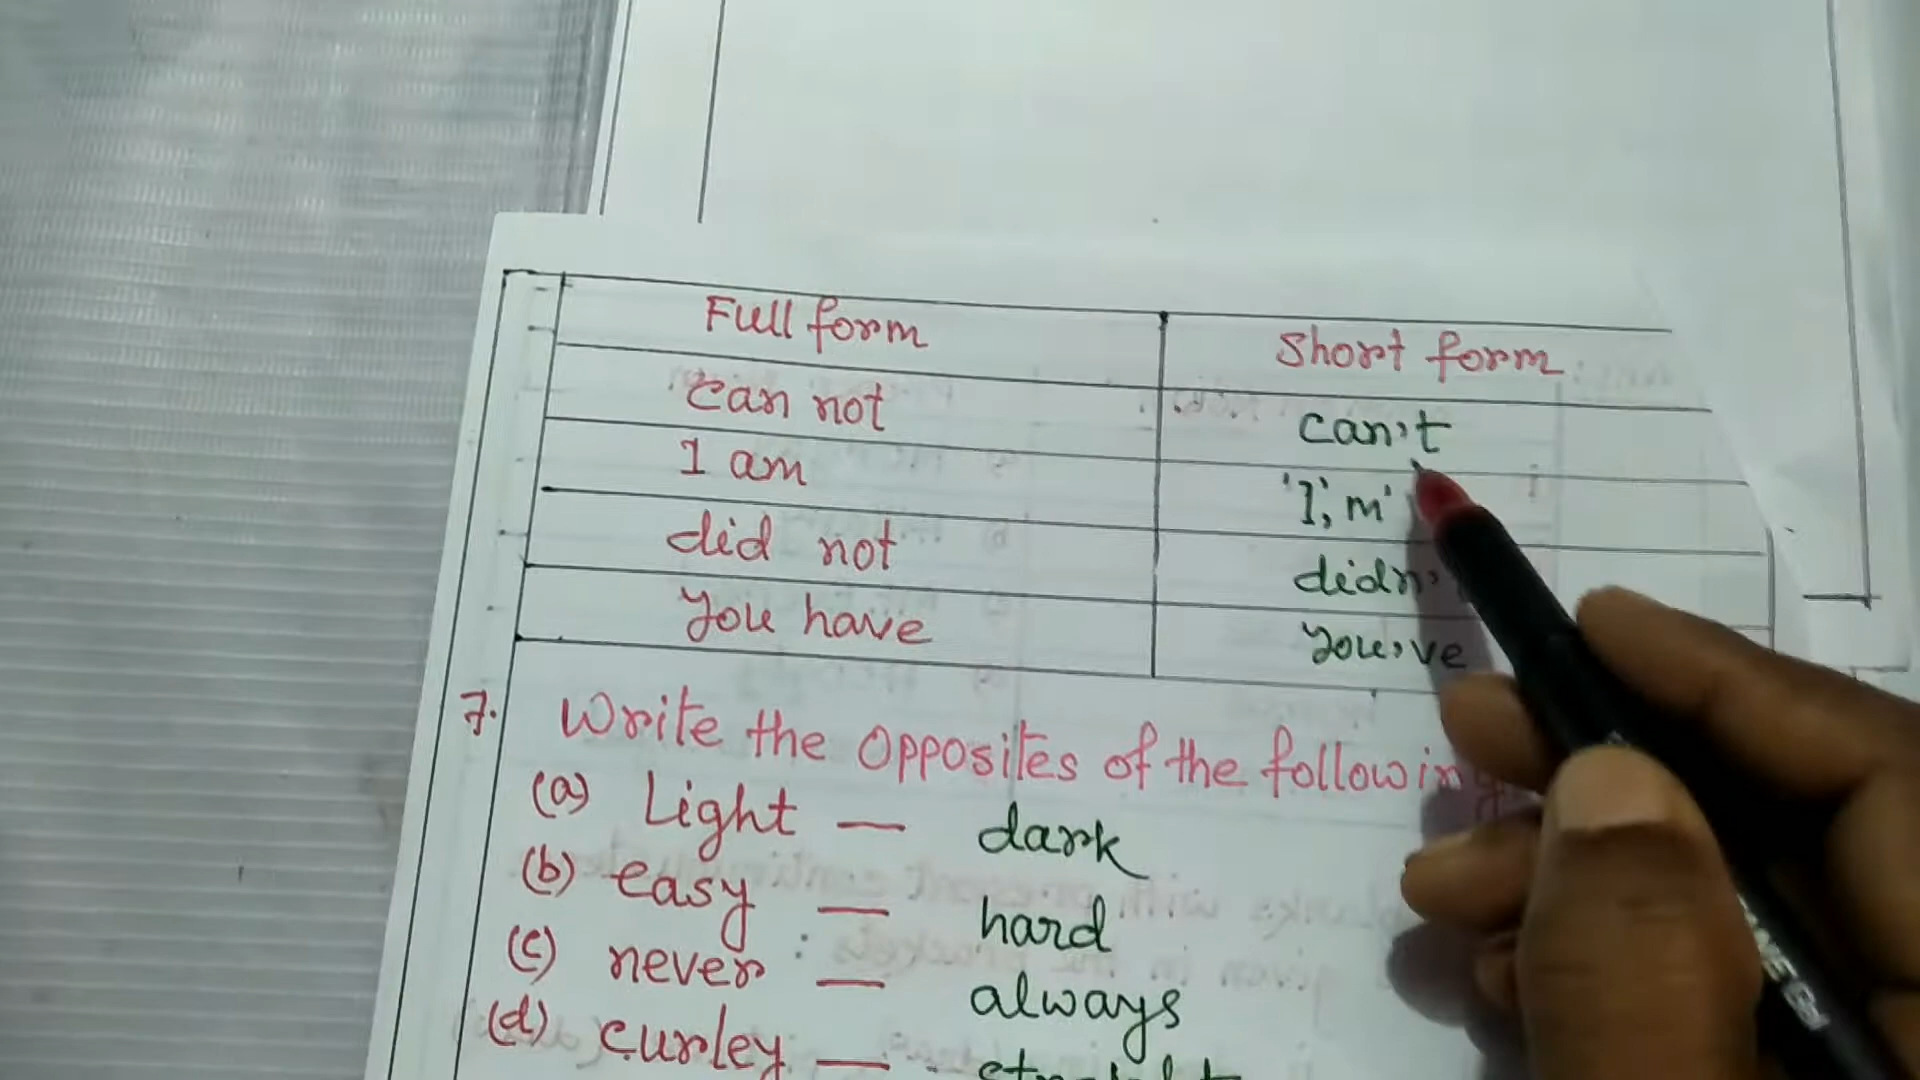 Full form Short form
can not can't
I am 'I'm'
did not didn'
You have You've
7. Write the opposites of the following
(a) Light — dark
(b) easy — hard
(c) never — always
(d) curley —